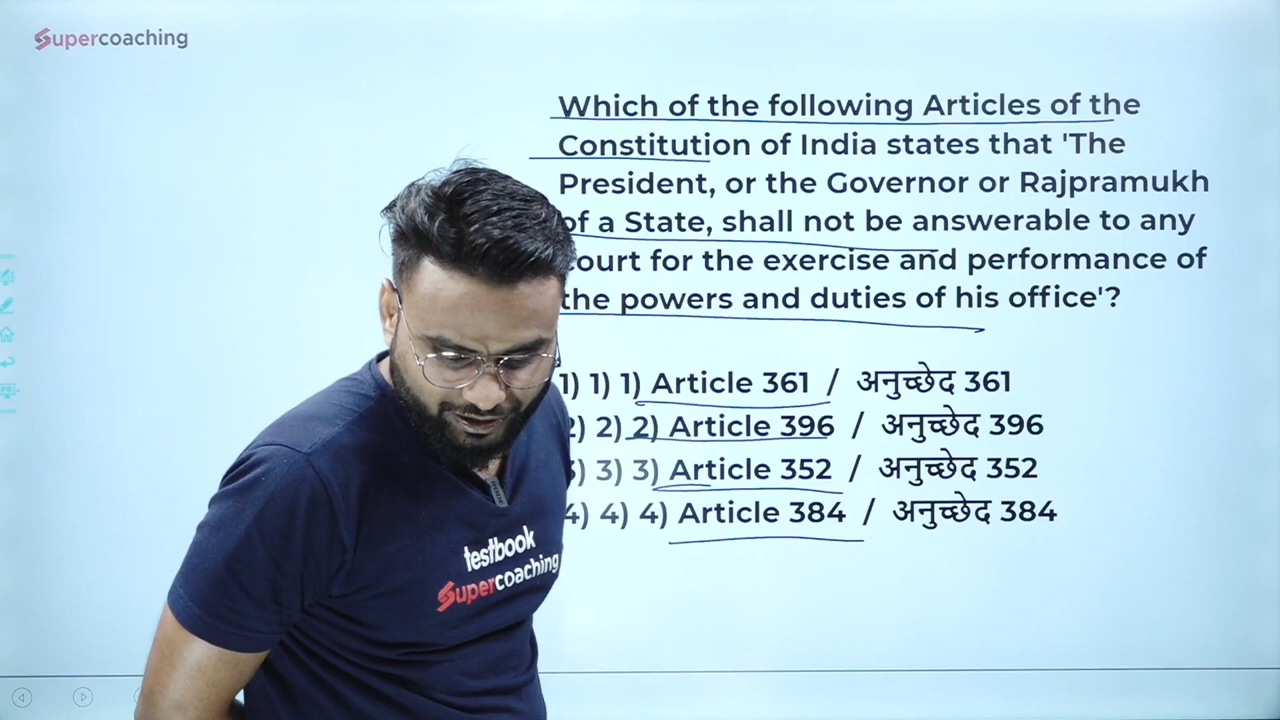 Supercoaching
Which of the following Articles of the
Constitution of India states that 'The
President, or the Governor or Rajpramukh
of a State, shall not be answerable to any
court for the exercise and performance of
the powers and duties of his office'?
1) 1) 1) Article 361 / अनुच्छेद 361
2) 2) 2) Article 396 / अनुच्छेद 396
3) 3) 3) Article 352 / अनुच्छेद 352
4) 4) 4) Article 384 / अनुच्छेद 384
testbook
Supercoaching